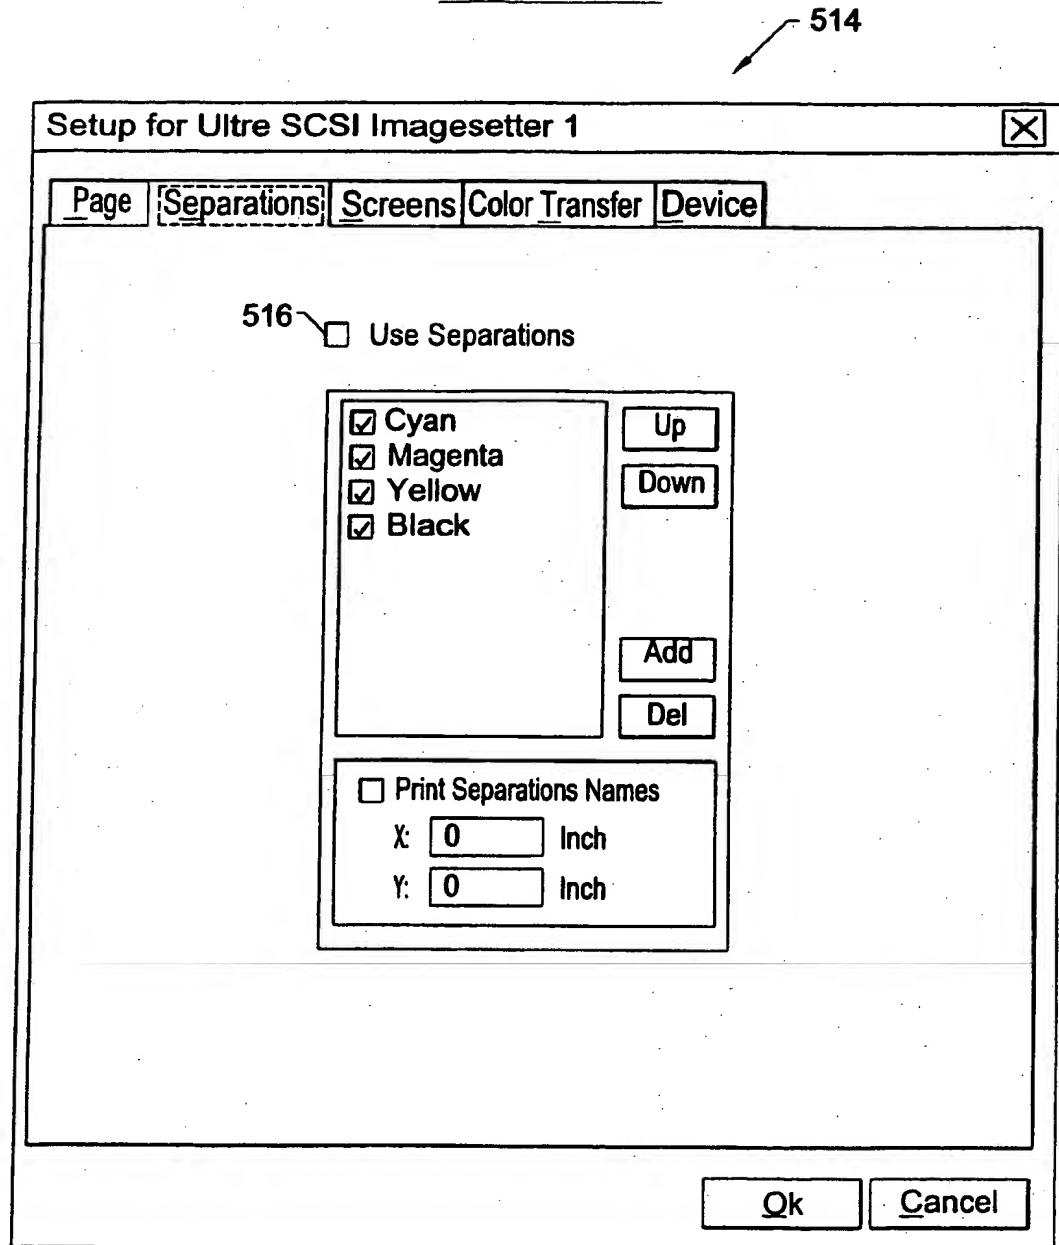 514
Setup for Ultre SCSI Imagesetter 1
Page Separations Screens Color Transfer Device
516 Use Separations
Cyan
Magenta
Yellow
Black
Up
Down
Add
Del
Print Separations Names
X: 0 Inch
Y: 0 Inch
Ok Cancel